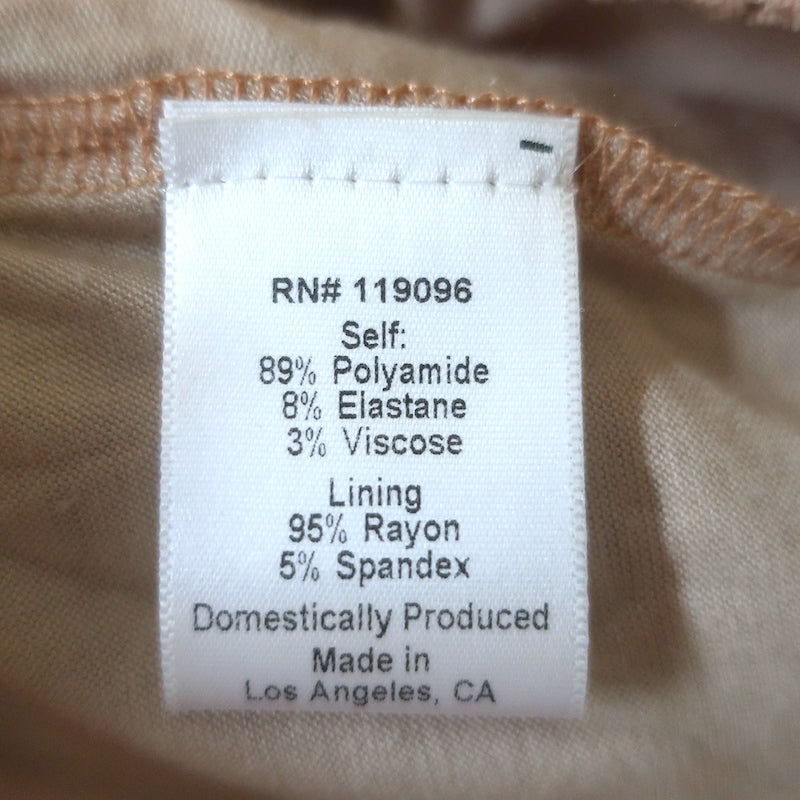 RN# 119096
Self:
89% Polyamide
8% Elastane
3% Viscose
Lining
95% Rayon
5% Spandex
Domestically Produced
Made in
Los Angeles, CA